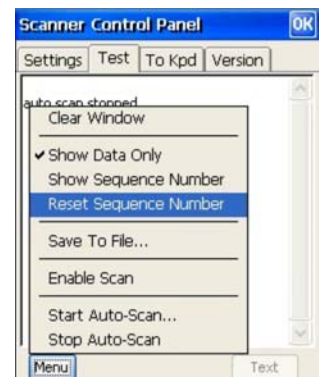 Scanner Control Panel OK
Settings Test To Kpd Version
auto scan stopped
Clear Window
✓ Show Data Only
Show Sequence Number
Reset Sequence Number
Save To File...
Enable Scan
Start Auto-Scan...
Stop Auto-Scan
Menu Text